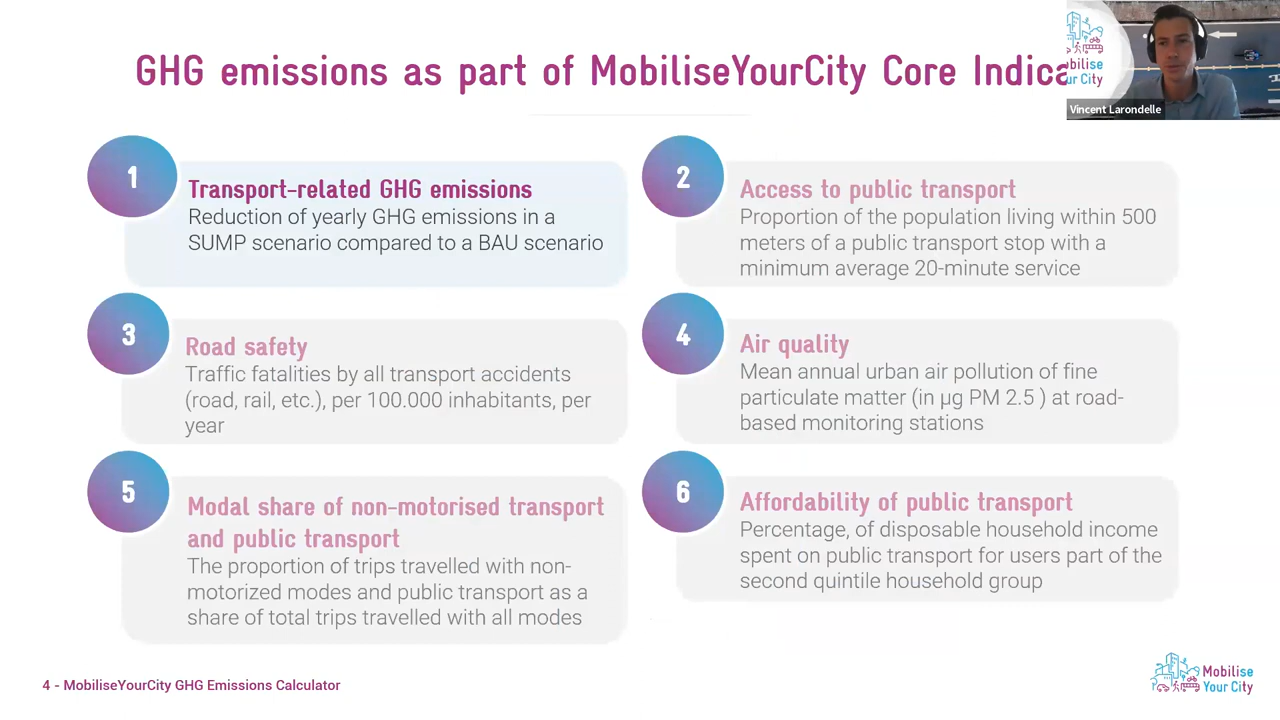 GHG emissions as part of MobiliseYourCity Core Indica
bilise
ur City
Vincent Larondelle
1
Transport-related GHG emissions
Reduction of yearly GHG emissions in a
SUMP scenario compared to a BAU scenario
2
Access to public transport
Proportion of the population living within 500
meters of a public transport stop with a
minimum average 20-minute service
3
Road safety
Traffic fatalities by all transport accidents
(road, rail, etc.), per 100.000 inhabitants, per
year
4
Air quality
Mean annual urban air pollution of fine
particulate matter (in µg PM 2.5 ) at road-
based monitoring stations
5
Modal share of non-motorised transport
and public transport
The proportion of trips travelled with non-
motorized modes and public transport as a
share of total trips travelled with all modes
6
Affordability of public transport
Percentage, of disposable household income
spent on public transport for users part of the
second quintile household group
4 - MobiliseYourCity GHG Emissions Calculator
Mobilise
Your City